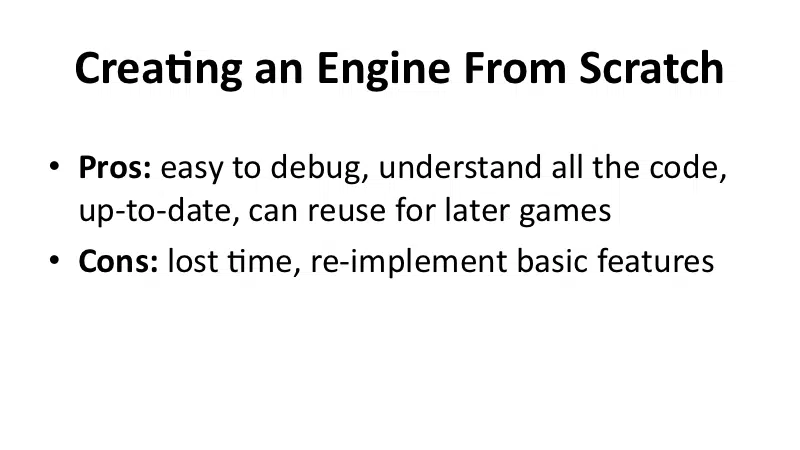 Creating an Engine From Scratch
• Pros: easy to debug, understand all the code,
up-to-date, can reuse for later games
• Cons: lost time, re-implement basic features